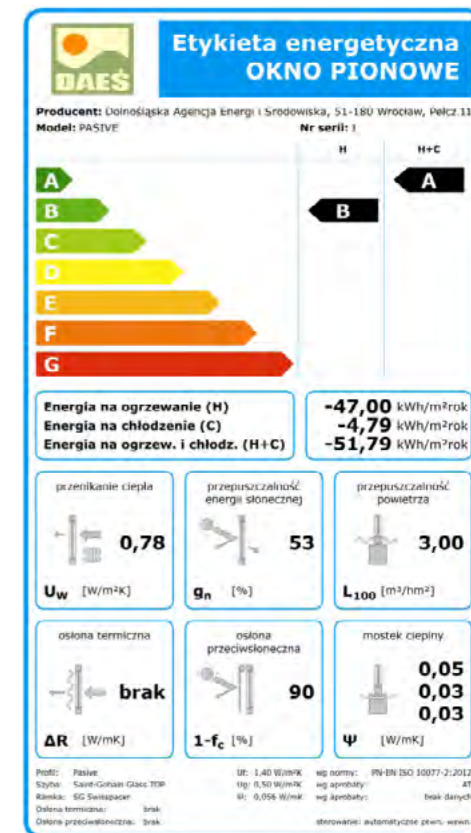 DAEŚ
Etykieta energetyczna
OKNO PIONOWE
Producent: Dolnośląska Agencja Energi i Środowiska, 51-180 Wrocław, Pełcz.11
Model: PASIVE Nr serii: 1
H H+C
A A
B B
C
D
E
F
G
Energia na ogrzewanie (H) -47,00 kWh/m²rok
Energia na chłodzenie (C) -4,79 kWh/m²rok
Energia na ogrzew. i chłodz. (H+C) -51,79 kWh/m²rok
przenikanie ciepła
0,78
Uw [W/m²K]
przepuszczalność
energii słonecznej
53
gn [%]
przepuszczalność
powietrza
3,00
L100 [m³/hm²]
osłona termiczna
brak
ΔR [W/mK]
osłona
przeciwsłoneczna
90
1-fc [%]
mostek cieplny
0,05
0,03
0,03
Ψ [W/mK]
Profil: Pasive Uf: 1,40 W/m²K wg normy: PN-EN ISO 10077-2:2012
Szyba: Saint-Gobain Glass TOP Ug: 0,50 W/m²K wg aprobaty: AT
Ramka: SG Swisspacer 0,056 W/mK wg aprobaty: brak danych
Osłona termiczna: brak
Osłona przeciwsłoneczna: brak sterowanie: automatyczne zewn. wewn.